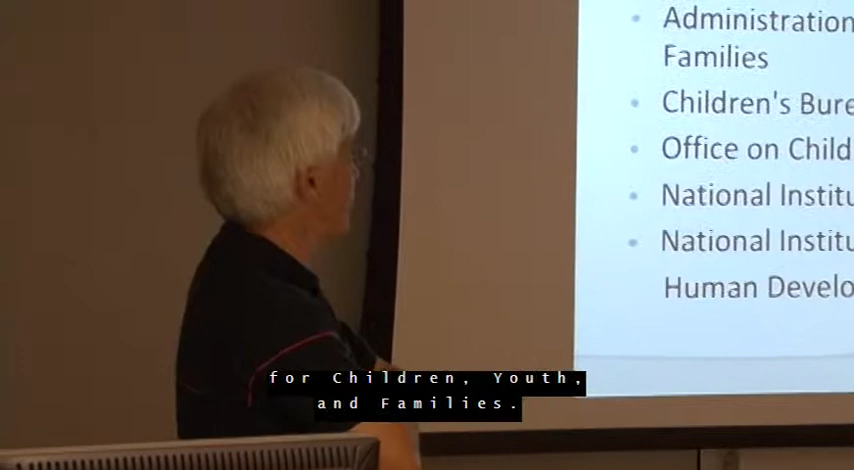 Administration
Families
Children's Bure
Office on Child
National Institu
National Institu
Human Develo
for Children, Youth,
and Families.